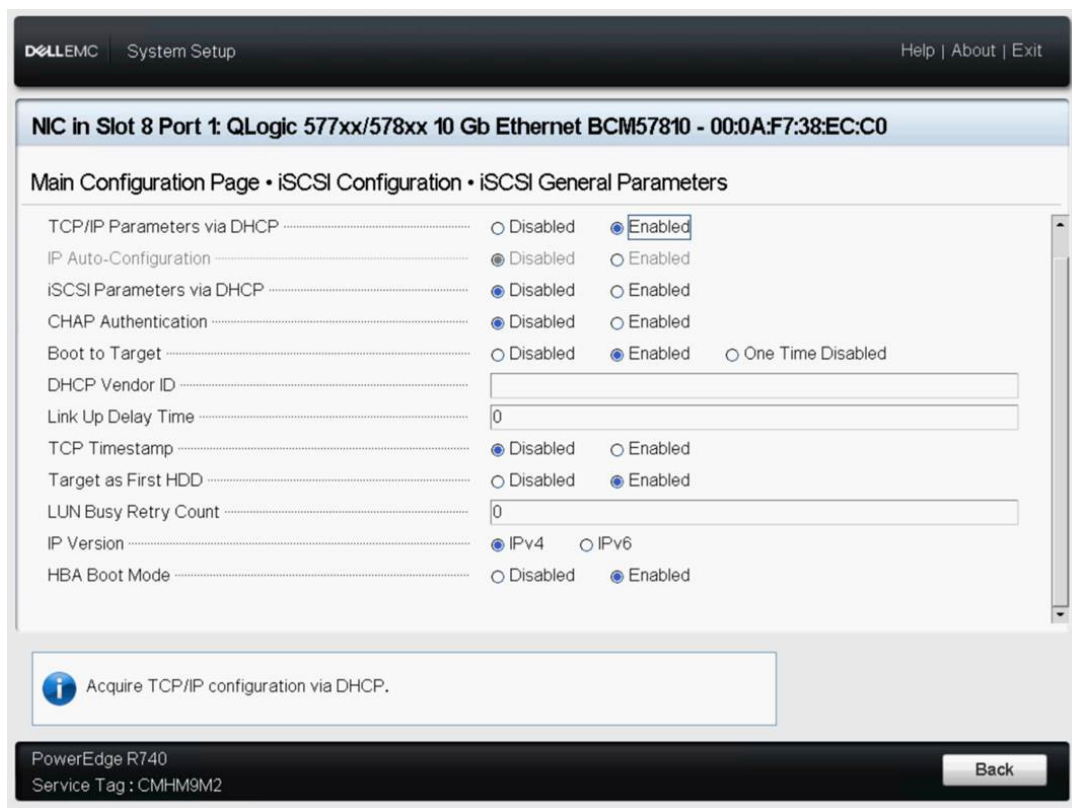 DELLEMC System Setup Help | About | Exit
NIC in Slot 8 Port 1: QLogic 577xx/578xx 10 Gb Ethernet BCM57810 - 00:0A:F7:38:EC:C0
Main Configuration Page • iSCSI Configuration • iSCSI General Parameters
TCP/IP Parameters via DHCP Disabled Enabled
IP Auto-Configuration Disabled Enabled
iSCSI Parameters via DHCP Disabled Enabled
CHAP Authentication Disabled Enabled
Boot to Target Disabled Enabled One Time Disabled
DHCP Vendor ID
Link Up Delay Time 0
TCP Timestamp Disabled Enabled
Target as First HDD Disabled Enabled
LUN Busy Retry Count 0
IP Version IPv4 IPv6
HBA Boot Mode Disabled Enabled
Acquire TCP/IP configuration via DHCP.
PowerEdge R740
Service Tag : CMHM9M2
Back